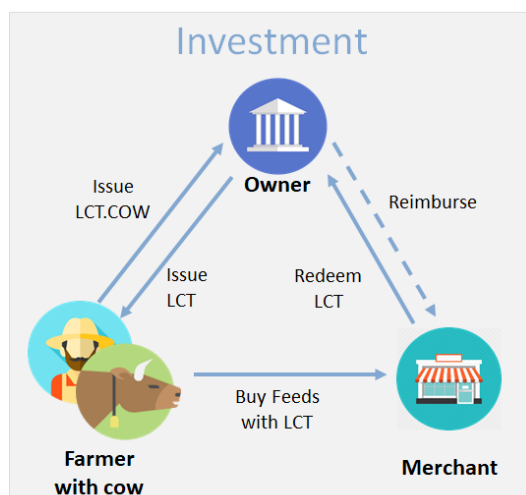 Investment
Owner
Issue
LCT.COW
Reimburse
Issue
LCT
Redeem
LCT
Buy Feeds
with LCT
Farmer
with cow
Merchant